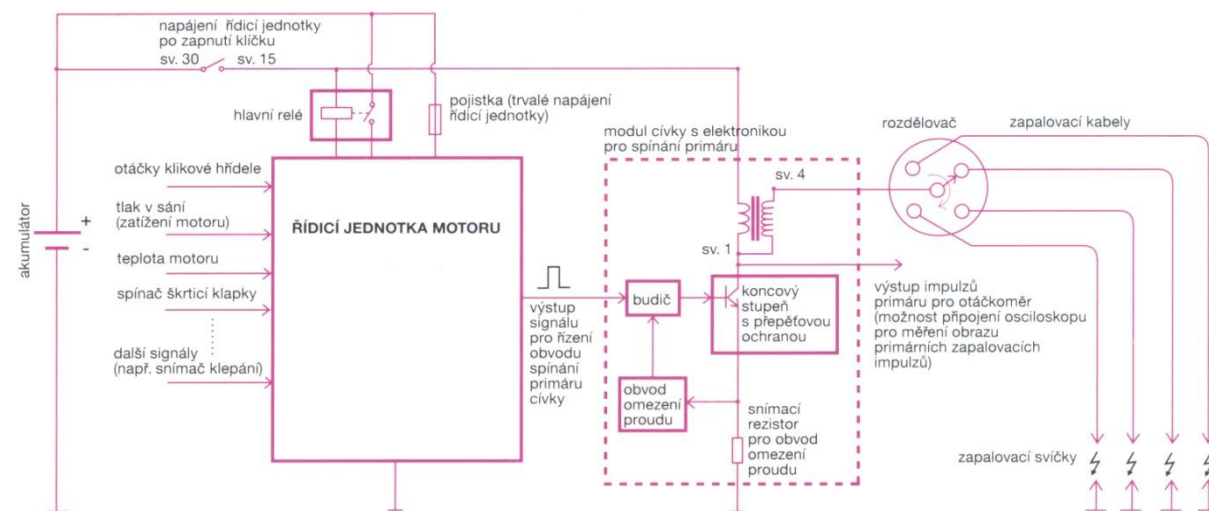 napájení řídicí jednotky
po zapnutí klíčku
sv. 30
sv. 15
hlavní relé
pojistka (trvalé napájení
řídicí jednotky)
modul cívky s elektronikou
pro spínání primáru
rozdělovač
zapalovací kabely
otáčky klikové hřídele
tlak v sání
(zatížení motoru)
teplota motoru
spínač škrticí klapky
další signály
(např. snímač klepání)
akumulátor
+
-
ŘÍDICÍ JEDNOTKA MOTORU
sv. 4
sv. 1
výstup
signálu
pro řízení
obvodu
spínání
primáru
cívky
budič
koncový
stupeň
s přepěťovou
ochranou
obvod
omezení
proudu
snímací
rezistor
pro obvod
omezení
proudu
výstup impulzů
primáru pro otáčkoměr
(možnost připojení osciloskopu
pro měření obrazu
primárních zapalovacích
impulzů)
zapalovací svíčky